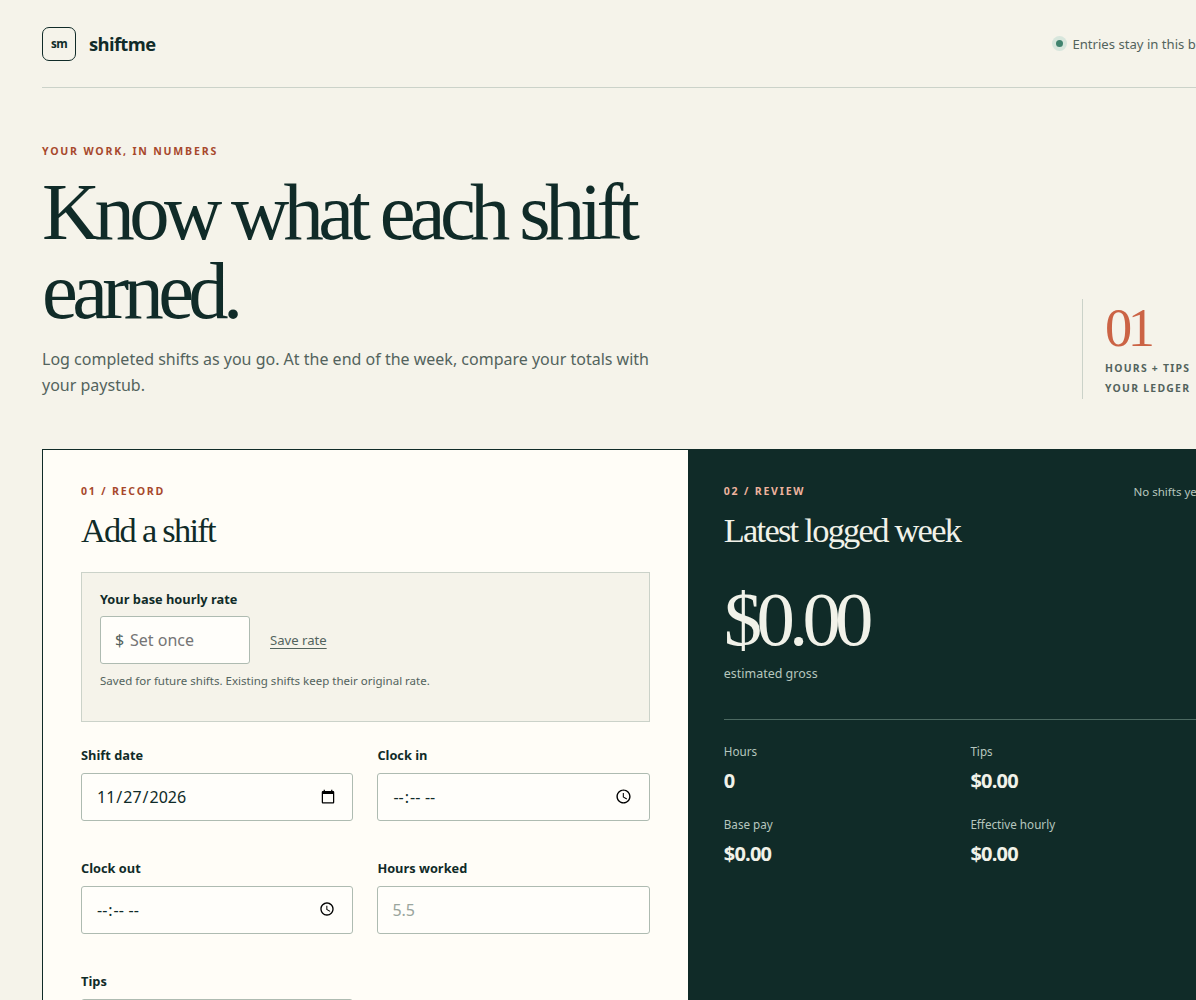 sm
shiftme
Entries stay in this b
YOUR WORK, IN NUMBERS
Know what each shift
earned.
Log completed shifts as you go. At the end of the week, compare your totals with
your paystub.
01
HOURS + TIPS
YOUR LEDGER
01 / RECORD
Add a shift
Your base hourly rate
$ Set once
Save rate
Saved for future shifts. Existing shifts keep their original rate.
Shift date
Clock in
11/27/2026
--:-- --
Clock out
Hours worked
--:-- --
5.5
Tips
02 / REVIEW
No shifts ye
Latest logged week
$0.00
estimated gross
Hours
Tips
0
$0.00
Base pay
Effective hourly
$0.00
$0.00